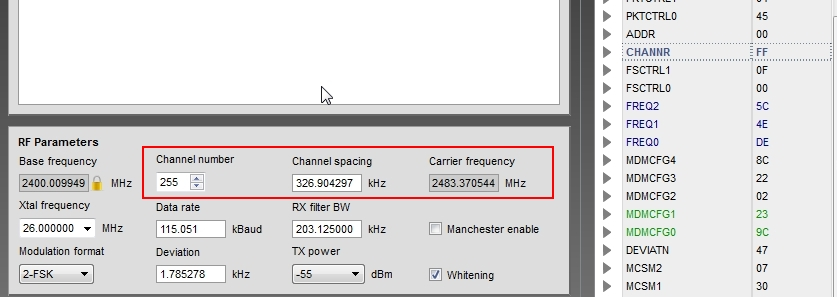 PKTCTRL0 45
ADDR 00
CHANNR FF
FSCTRL1 0F
FSCTRL0 00
FREQ2 5C
FREQ1 4E
FREQ0 DE
MDMCFG4 8C
MDMCFG3 22
MDMCFG2 02
MDMCFG1 23
MDMCFG0 9C
DEVIATN 47
MCSM2 07
MCSM1 30
RF Parameters
Base frequency Channel number Channel spacing Carrier frequency
2400.009949 MHz 255 326.904297 kHz 2483.370544 MHz
Xtal frequency Data rate RX filter BW
26.000000 MHz 115.051 kBaud 203.125000 kHz Manchester enable
Modulation format Deviation TX power
2-FSK 1.785278 kHz -55 dBm Whitening